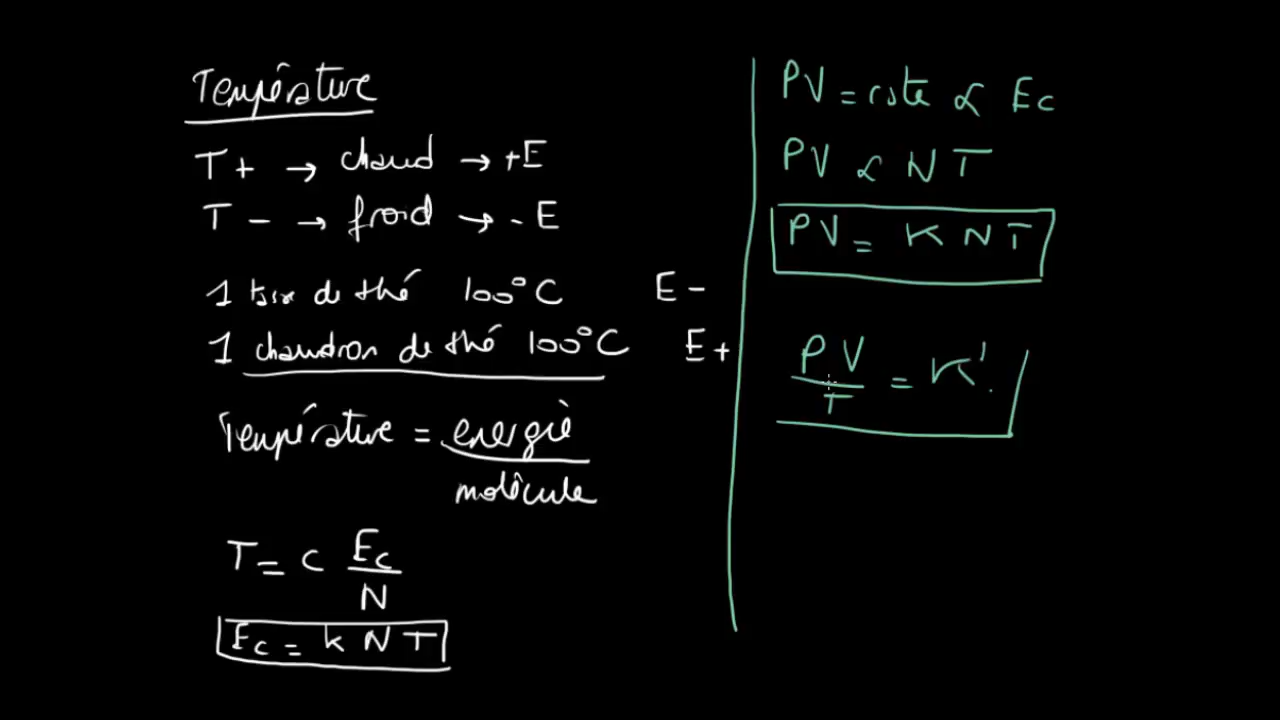 Température
T + → chaud → + E
T - → froid → - E
1 tasse de thé 100°C E -
1 chaudron de thé 100°C E +
Température = énergie
molécule
T = c Ec
N
Ec = k N T
PV = cste ∝ Ec
PV ∝ N T
PV = K N T
PV
T = K'